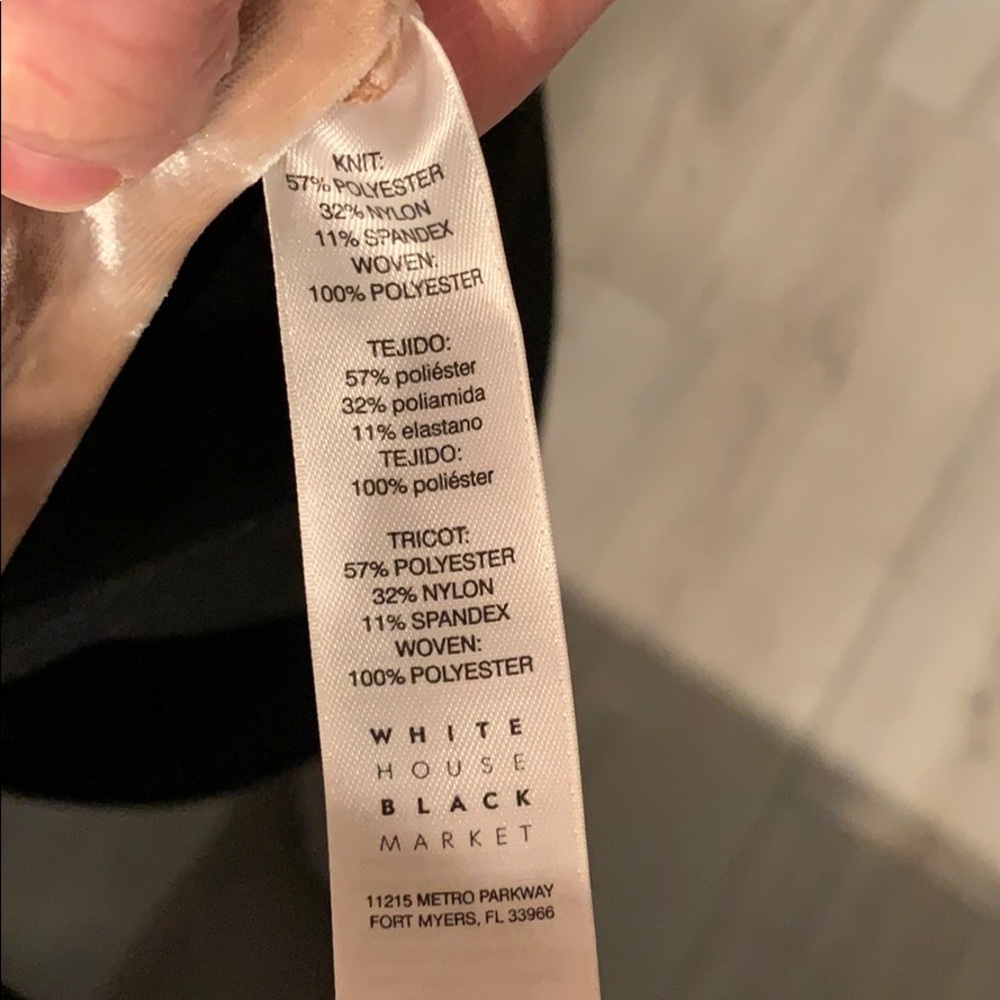 KNIT:
57% POLYESTER
32% NYLON
11% SPANDEX
WOVEN:
100% POLYESTER
TEJIDO:
57% poliéster
32% poliamida
11% elastano
TEJIDO:
100% poliéster
TRICOT:
57% POLYESTER
32% NYLON
11% SPANDEX
WOVEN:
100% POLYESTER
WHITE
HOUSE
BLACK
MARKET
11215 METRO PARKWAY
FORT MYERS, FL 33966